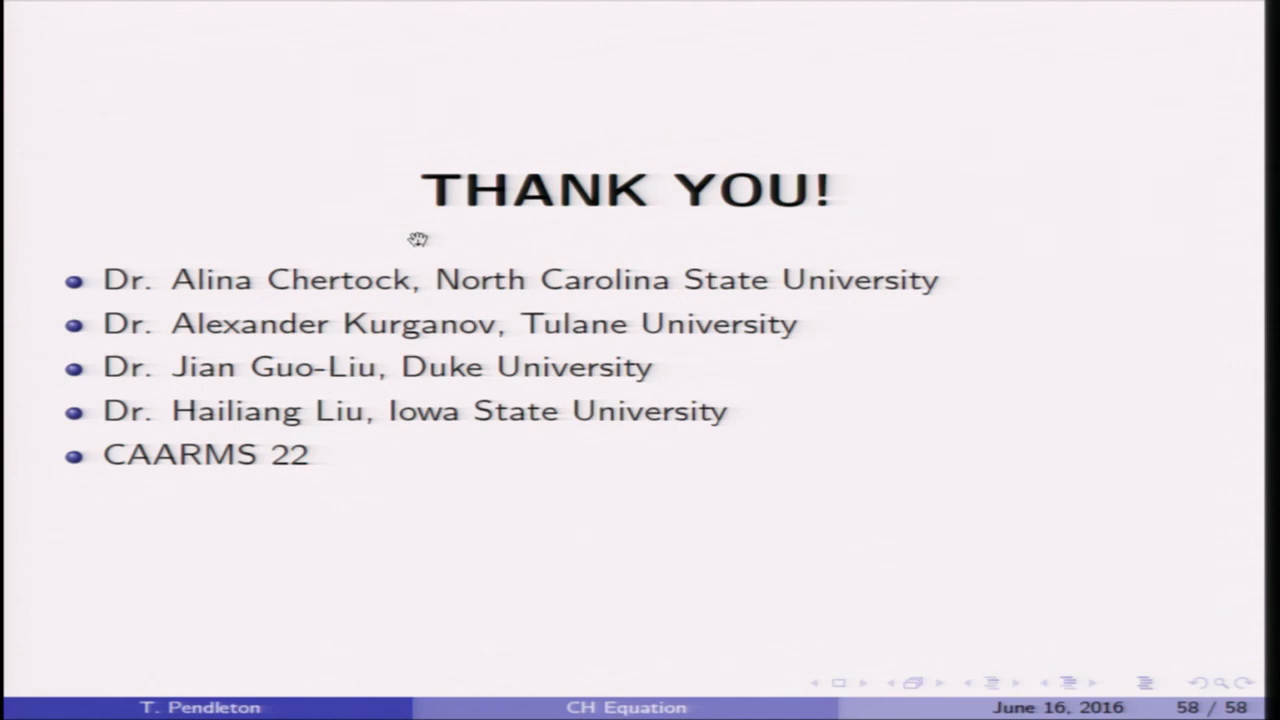 THANK YOU!
Dr. Alina Chertock, North Carolina State University
Dr. Alexander Kurganov, Tulane University
Dr. Jian Guo-Liu, Duke University
Dr. Hailiang Liu, Iowa State University
CAARMS 22
T. Pendleton CH Equation June 16, 2016 58 / 58